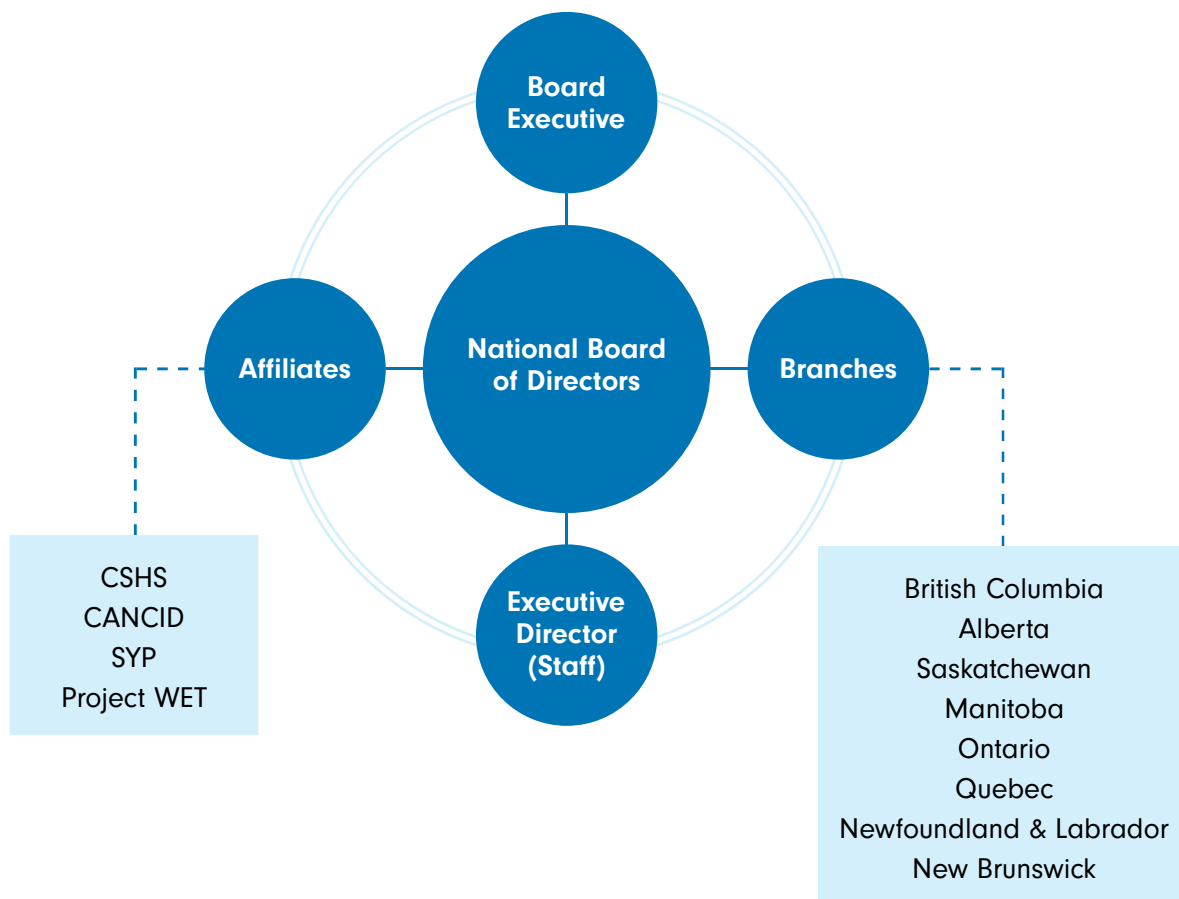 Board
Executive
Affiliates
National Board
of Directors
Branches
Executive
Director
(Staff)
CSHS
CANCID
SYP
Project WET
British Columbia
Alberta
Saskatchewan
Manitoba
Ontario
Quebec
Newfoundland & Labrador
New Brunswick